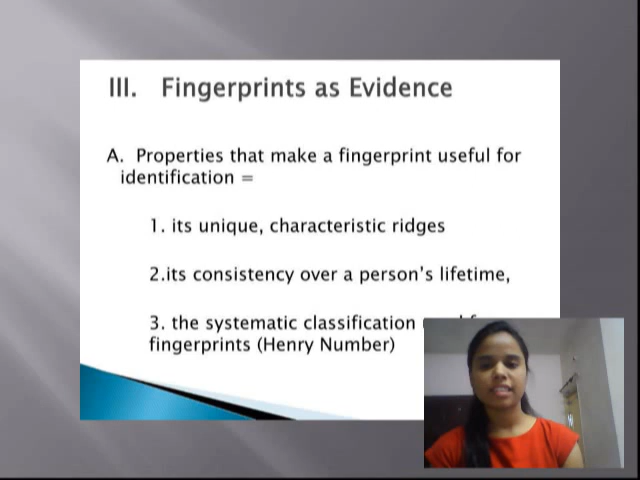 III. Fingerprints as Evidence
A. Properties that make a fingerprint useful for
identification =
1. its unique, characteristic ridges
2.its consistency over a person's lifetime,
3. the systematic classification
fingerprints (Henry Number)